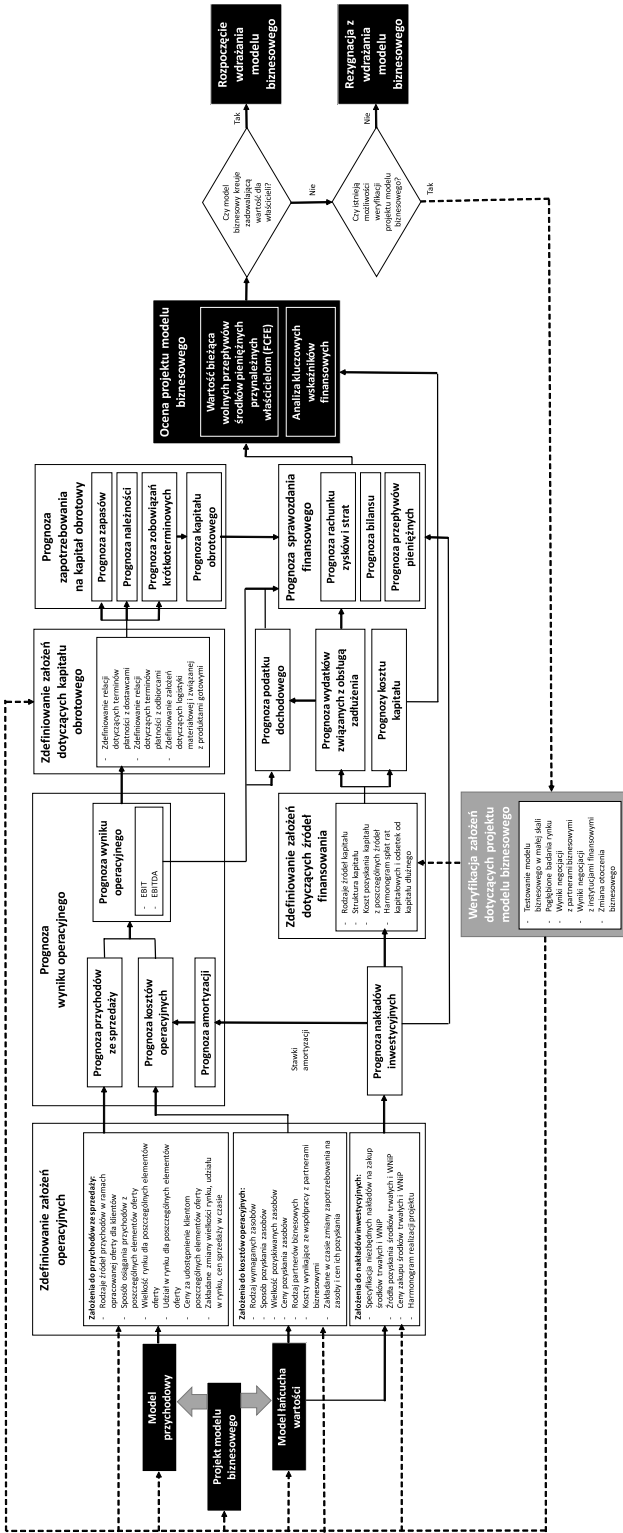 Projekt modelu
biznesowego
Model
przychodowy
Model łańcucha
wartości
Zdefiniowanie założeń
operacyjnych
Założenia do przychodów ze sprzedaży:
- Rodzaje źródeł przychodów w ramach
opracowanej oferty dla klientów
- Sposób osiągania przychodów z
poszczególnych elementów oferty
- Wielkość rynku dla poszczególnych elementów
oferty
- Udział w rynku dla poszczególnych elementów
oferty
- Ceny za udostępnienie klientom
poszczególnych elementów oferty
- Zakładane zmiany wielkości rynku, udziału
w rynku, cen sprzedaży w czasie
Założenia do kosztów operacyjnych:
- Rodzaj wymaganych zasobów
- Sposób pozyskania zasobów
- Wielkość pozyskiwanych zasobów
- Ceny pozyskania zasobów
- Rodzaj partnerów biznesowych
- Koszty wynikające ze współpracy z partnerami
biznesowymi
- Zakładane w czasie zmiany zapotrzebowania na
zasoby i cen ich pozyskania
Założenia do nakładów inwestycyjnych:
- Specyfikacja niezbędnych nakładów na zakup
środków trwałych i WNiP
- Źródła pozyskania środków trwałych i WNiP
- Ceny zakupu środków trwałych i WNiP
- Harmonogram realizacji projektu
Prognoza
wyniku operacyjnego
Prognoza przychodów
ze sprzedaży
Prognoza kosztów
operacyjnych
Prognoza amortyzacji
Stawki
amortyzacji
Prognoza nakładów
inwestycyjnych
Prognoza wyniku
operacyjnego
- EBIT
- EBITDA
Zdefiniowanie założeń
dotyczących źródeł
finansowania
- Rodzaje źródeł kapitału
- Struktura kapitału
- Koszt pozyskania kapitału
z poszczególnych źródeł
- Harmonogram spłat rat
kapitałowych i odsetek od
kapitału dłużnego
Weryfikacja założeń
dotyczących projektu
modelu biznesowego
- Testowanie modelu
biznesowego w małej skali
- Pogłębione badania rynku
- Wyniki negocjacji
z partnerami biznesowymi
- Wyniki negocjacji
z instytucjami finansowymi
- Zmiana otoczenia
biznesowego
Zdefiniowanie założeń
dotyczących kapitału
obrotowego
- Zdefiniowanie relacji
dotyczących terminów
płatności z dostawcami
- Zdefiniowanie relacji
dotyczących terminów
płatności z odbiorcami
- Zdefiniowanie założeń
dotyczących logistyki
materiałowej i związanej
z produktami gotowymi
Prognoza podatku
dochodowego
Prognoza wydatków
związanych z obsługą
zadłużenia
Prognozy kosztu
kapitału
Prognoza
zapotrzebowania
na kapitał obrotowy
Prognoza zapasów
Prognoza należności
Prognoza zobowiązań
krótkoterminowych
Prognoza kapitału
obrotowego
Prognoza sprawozdania
finansowego
Prognoza rachunku
zysków i strat
Prognoza bilansu
Prognoza przepływów
pieniężnych
Ocena projektu modelu
biznesowego
Wartość bieżąca
wolnych przepływów
środków pieniężnych
przynależnych
właścicielom (FCFE)
Analiza kluczowych
wskaźników
finansowych
Czy model
biznesowy kreuje
zadowalającą
wartość dla
właścicieli?
Tak
Nie
Czy istnieją
możliwości
weryfikacji
projektu modelu
biznesowego?
Nie
Tak
Rozpoczęcie
wdrażania
modelu
biznesowego
Rezygnacja z
wdrażania
modelu
biznesowego